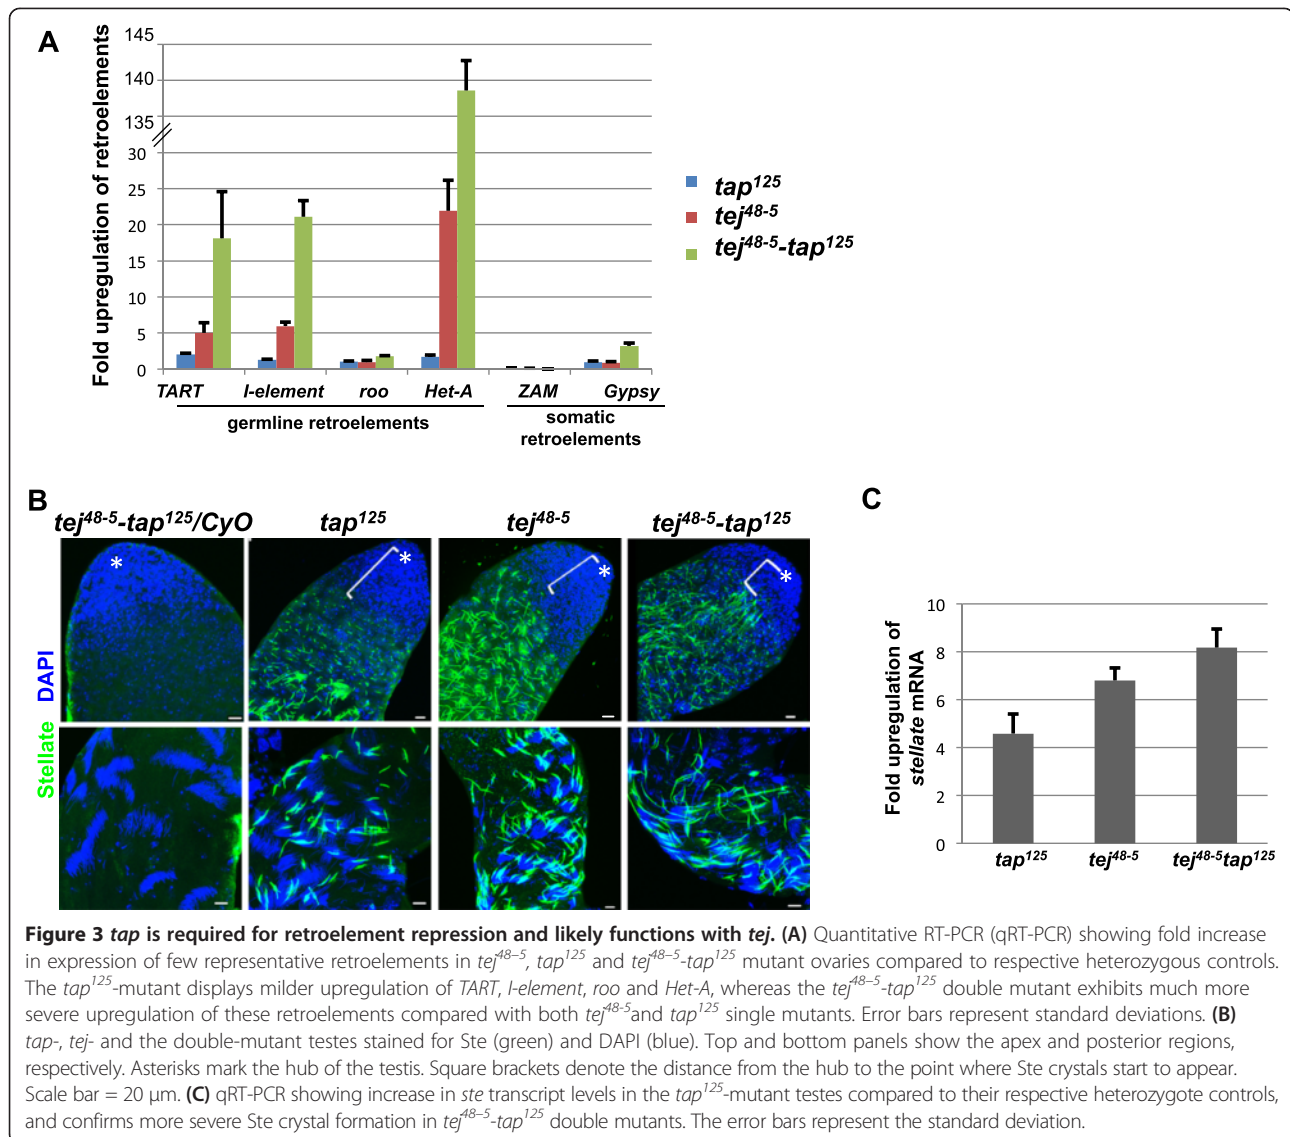 A
Fold upregulation of retroelements
145
140
135
30
25
20
15
10
5
0
TART I-element roo Het-A ZAM Gypsy
germline retroelements
somatic
retroelements
tap125
tej48-5
tej48-5-tap125
B
tej48-5-tap125/CyO tap125 tej48-5 tej48-5-tap125
* * * *
Stellate DAPI
C
Fold upregulation of
stellate mRNA
10
8
6
4
2
0
tap125 tej48-5 tej48-5tap125
Figure 3 tap is required for retroelement repression and likely functions with tej. (A) Quantitative RT-PCR (qRT-PCR) showing fold increase
in expression of few representative retroelements in tej48–5, tap125 and tej48–5-tap125 mutant ovaries compared to respective heterozygous controls.
The tap125-mutant displays milder upregulation of TART, I-element, roo and Het-A, whereas the tej48–5-tap125 double mutant exhibits much more
severe upregulation of these retroelements compared with both tej48-5and tap125 single mutants. Error bars represent standard deviations. (B)
tap-, tej- and the double-mutant testes stained for Ste (green) and DAPI (blue). Top and bottom panels show the apex and posterior regions,
respectively. Asterisks mark the hub of the testis. Square brackets denote the distance from the hub to the point where Ste crystals start to appear.
Scale bar = 20 μm. (C) qRT-PCR showing increase in ste transcript levels in the tap125-mutant testes compared to their respective heterozygote controls,
and confirms more severe Ste crystal formation in tej48–5-tap125 double mutants. The error bars represent the standard deviation.